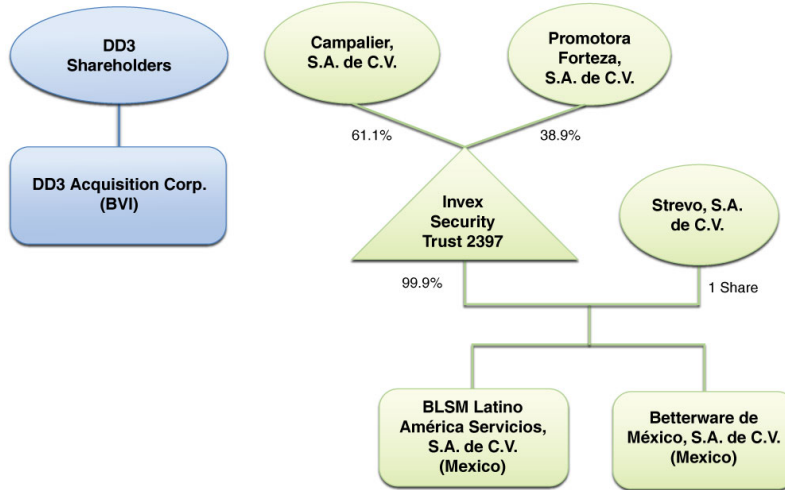 DD3
Shareholders
DD3 Acquisition Corp.
(BVI)
Campalier,
S.A. de C.V.
Promotora
Forteza,
S.A. de C.V.
61.1%
38.9%
Invex
Security
Trust 2397
Strevo, S.A.
de C.V.
99.9%
1 Share
BLSM Latino
América Servicios,
S.A. de C.V.
(Mexico)
Betterware de
México, S.A. de C.V.
(Mexico)